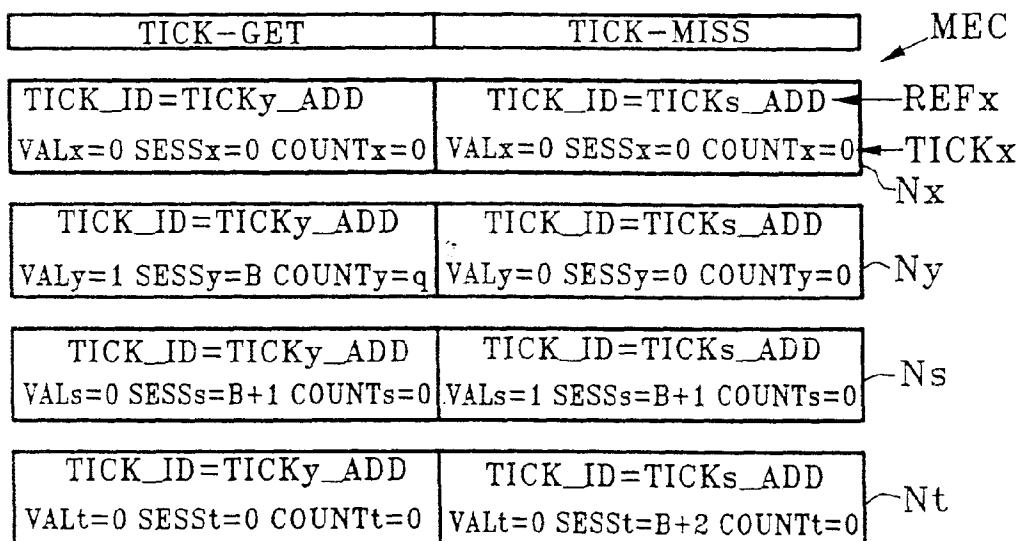 TICK-GET TICK-MISS MEC
TICK_ID=TICKy_ADD TICK_ID=TICKs_ADD REFx
VALx=0 SESSx=0 COUNTx=0 VALx=0 SESSx=0 COUNTx=0 TICKx
Nx
TICK_ID=TICKy_ADD TICK_ID=TICKs_ADD
VALy=1 SESSy=B COUNTy=q VALy=0 SESSy=0 COUNTy=0 Ny
TICK_ID=TICKy_ADD TICK_ID=TICKs_ADD Ns
VALs=0 SESSs=B+1 COUNTs=0 VALs=1 SESSs=B+1 COUNTs=0
TICK_ID=TICKy_ADD TICK_ID=TICKs_ADD Nt
VALt=0 SESSt=0 COUNTt=0 VALt=0 SESSt=B+2 COUNTt=0